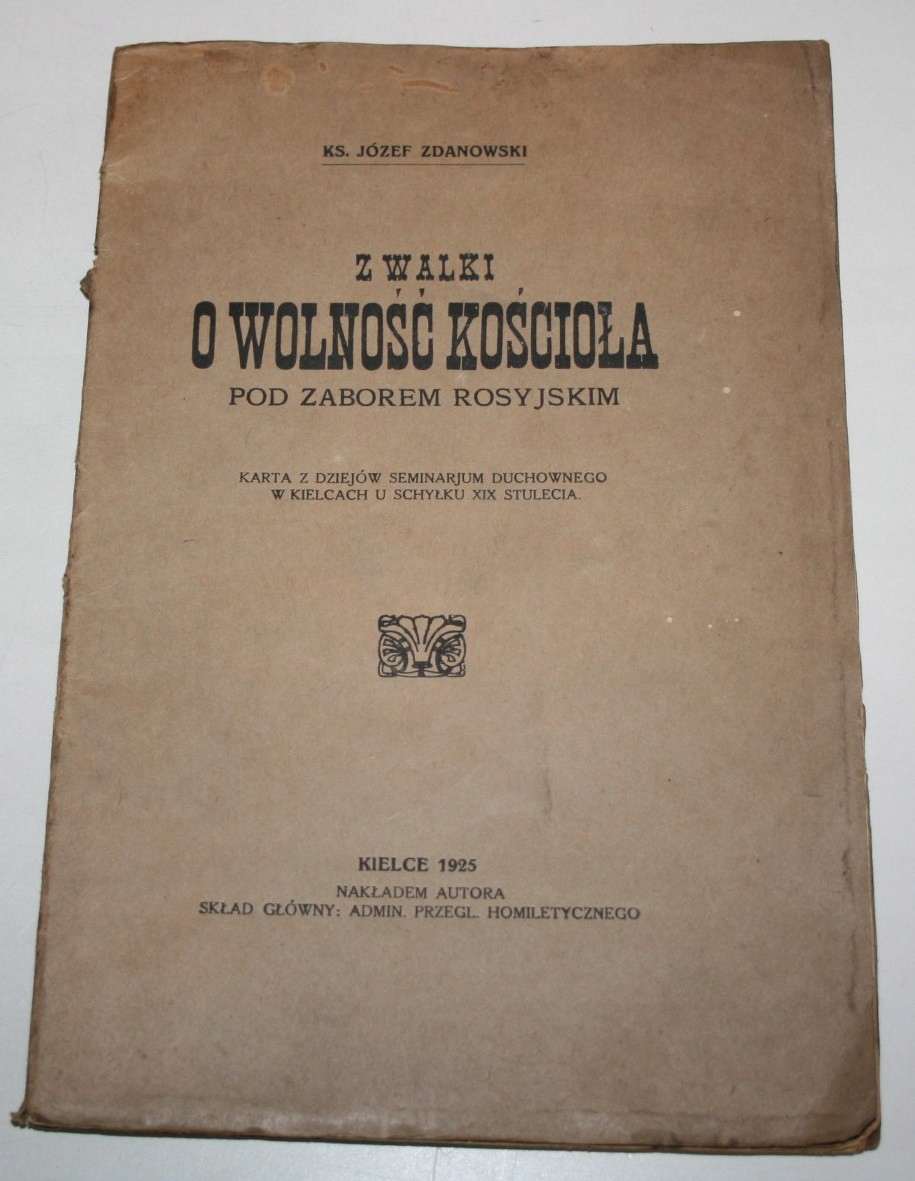 KS. JÓZEF ZDANOWSKI
Z WALKI
O WOLNOŚĆ KOŚCIOŁA
POD ZABOREM ROSYJSKIM
KARTA Z DZIEJÓW SEMINARJUM DUCHOWNEGO
W KIELCACH U SCHYŁKU XIX STULECIA.
KIELCE 1925
NAKŁADEM AUTORA
SKŁAD GŁÓWNY: ADMIN. PRZEGL. HOMILETYCZNEGO